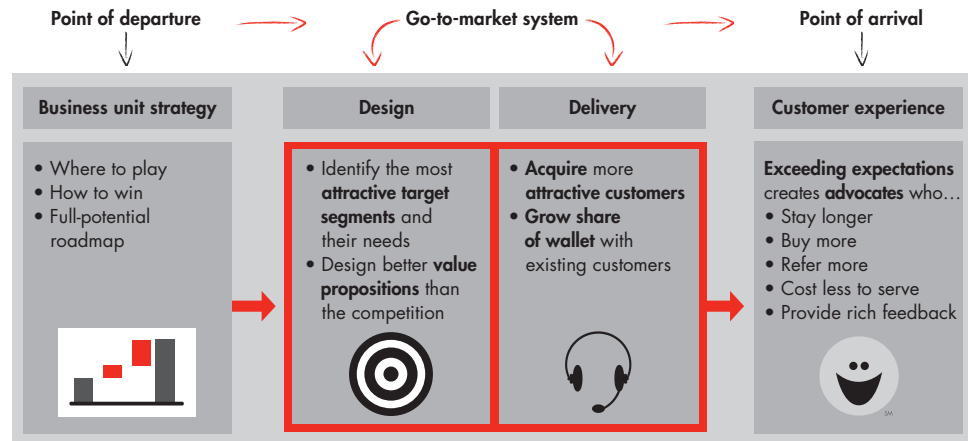 Point of departure
Go-to-market system
Point of arrival
Business unit strategy
• Where to play
• How to win
• Full-potential
roadmap
Design
• Identify the most
attractive target
segments and
their needs
• Design better value
propositions than
the competition
Delivery
• Acquire more
attractive customers
• Grow share
of wallet with
existing customers
Customer experience
Exceeding expectations
creates advocates who…
• Stay longer
• Buy more
• Refer more
• Cost less to serve
• Provide rich feedback
SM